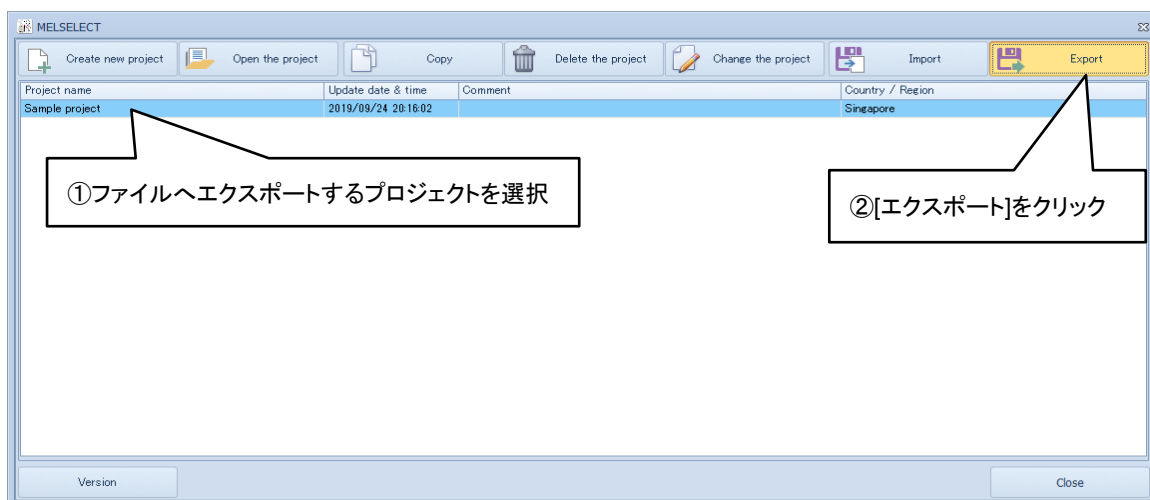 MELSELECT
Create new project
Open the project
Copy
Delete the project
Change the project
Import
Export
Project name
Update date & time
Comment
Country / Region
Sample project
2019/09/24 20:16:02
Singapore
①ファイルへエクスポートするプロジェクトを選択
②[エクスポート]をクリック
Version
Close